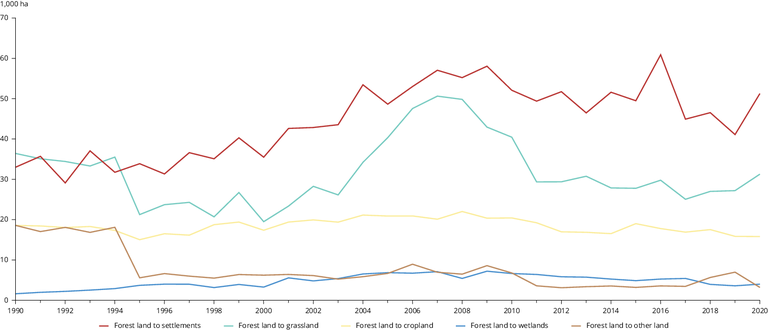 1,000 ha
70
60
50
40
30
20
10
0
1990 1992 1994 1996 1998 2000 2002 2004 2006 2008 2010 2012 2014 2016 2018 2020
Forest land to settlements Forest land to grassland Forest land to cropland Forest land to wetlands Forest land to other land